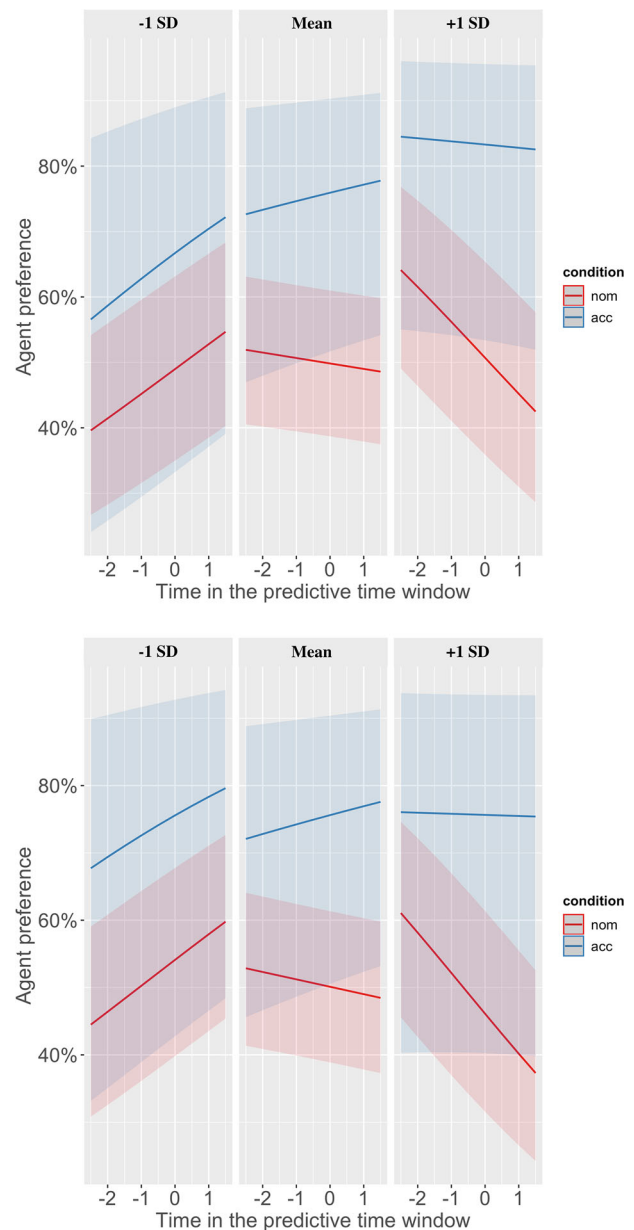 -1 SD Mean +1 SD
80%
60%
40%
Agent preference
condition
nom
acc
-2 -1 0 1 -2 -1 0 1 -2 -1 0 1
Time in the predictive time window
-1 SD Mean +1 SD
80%
60%
40%
Agent preference
condition
nom
acc
-2 -1 0 1 -2 -1 0 1 -2 -1 0 1
Time in the predictive time window